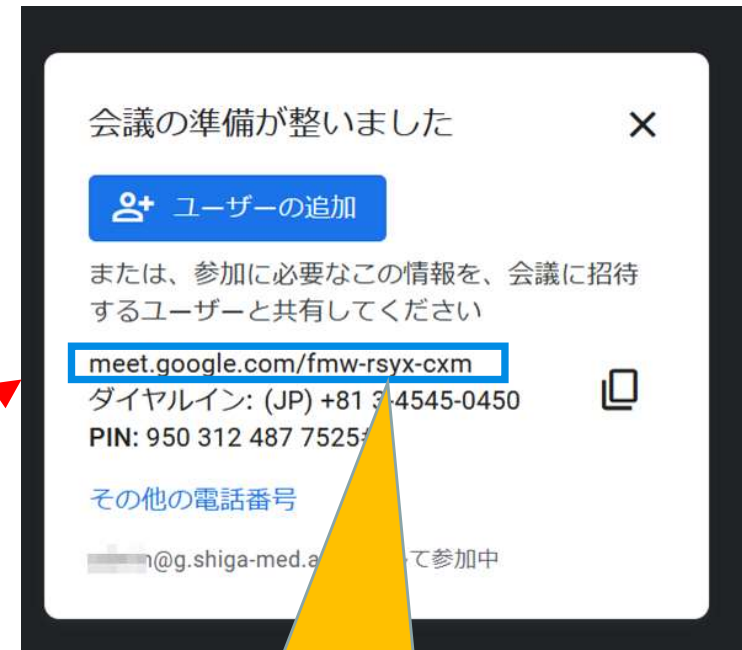 会議の準備が整いました
ユーザーの追加
または、参加に必要なこの情報を、会議に招待
するユーザーと共有してください
meet.google.com/fmw-rsyx-cxm
ダイヤルイン: (JP) +81 3-4545-0450
PIN: 950 312 487 7525#
その他の電話番号
@g.shiga-med.a て参加中